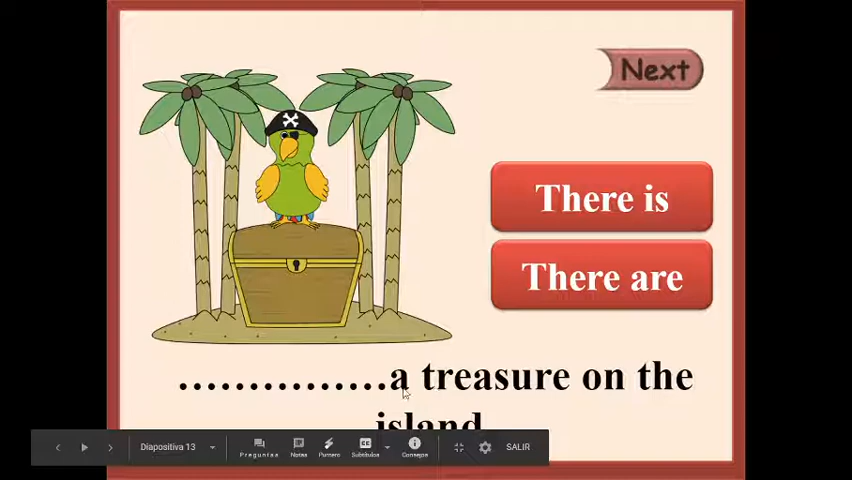 Next
There is
There are
...............a treasure on the
island
Diapositiva 13
Preguntas
Notas
Puntero
Subtítulos
Consejos
SALIR